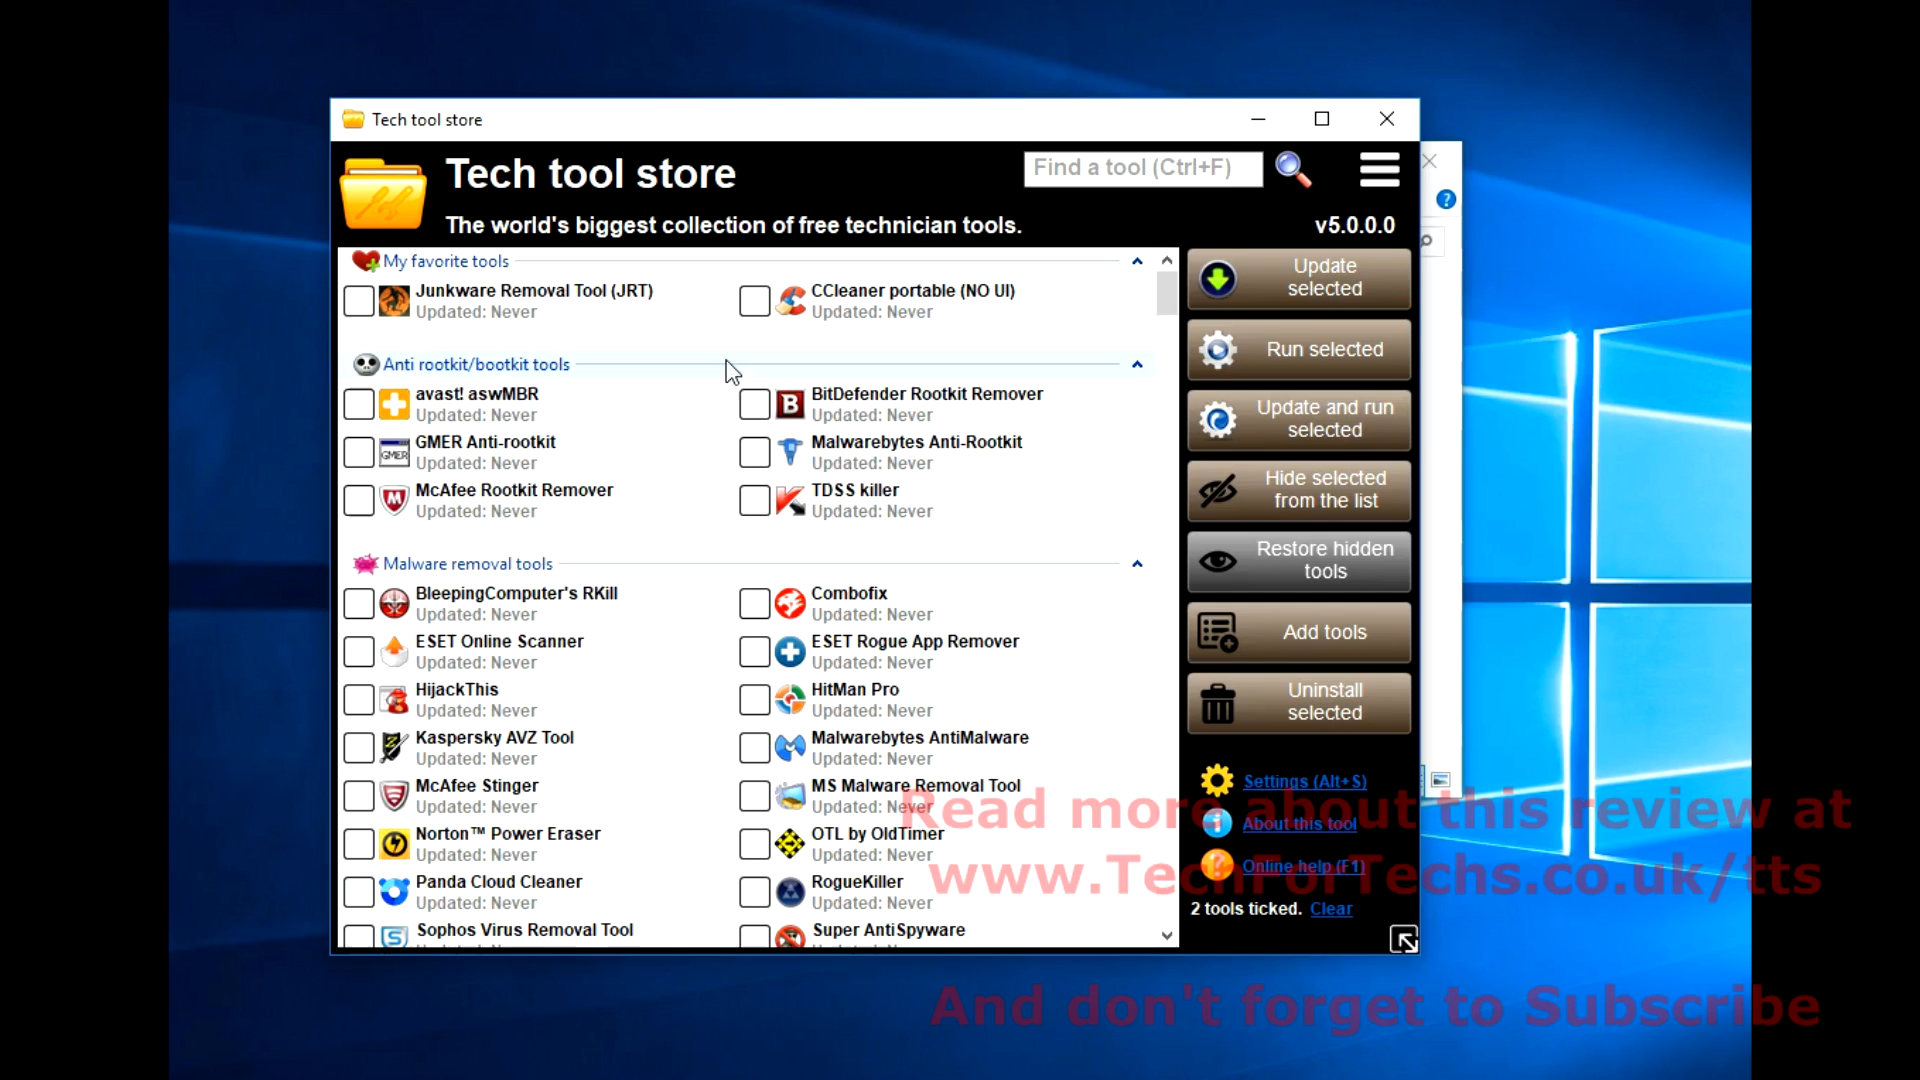 Tech tool store
Tech tool store
Find a tool (Ctrl+F)
The world's biggest collection of free technician tools.
v5.0.0.0
My favorite tools
Junkware Removal Tool (JRT)
Updated: Never
CCleaner portable (NO UI)
Updated: Never
Anti rootkit/bootkit tools
avast! aswMBR
Updated: Never
BitDefender Rootkit Remover
Updated: Never
GMER Anti-rootkit
Updated: Never
Malwarebytes Anti-Rootkit
Updated: Never
McAfee Rootkit Remover
Updated: Never
TDSS killer
Updated: Never
Malware removal tools
BleepingComputer's RKill
Updated: Never
Combofix
Updated: Never
ESET Online Scanner
Updated: Never
ESET Rogue App Remover
Updated: Never
HijackThis
Updated: Never
HitMan Pro
Updated: Never
Kaspersky AVZ Tool
Updated: Never
Malwarebytes AntiMalware
Updated: Never
McAfee Stinger
Updated: Never
MS Malware Removal Tool
Updated: Never
Norton™ Power Eraser
Updated: Never
OTL by OldTimer
Updated: Never
Panda Cloud Cleaner
Updated: Never
RogueKiller
Updated: Never
Sophos Virus Removal Tool
Super AntiSpyware
Update
selected
Run selected
Update and run
selected
Hide selected
from the list
Restore hidden
tools
Add tools
Uninstall
selected
Settings (Alt+S)
About this tool
Online help (F1)
2 tools ticked. Clear
Read more about this review at
www.TechForTechs.co.uk/tts
And don't forget to Subscribe